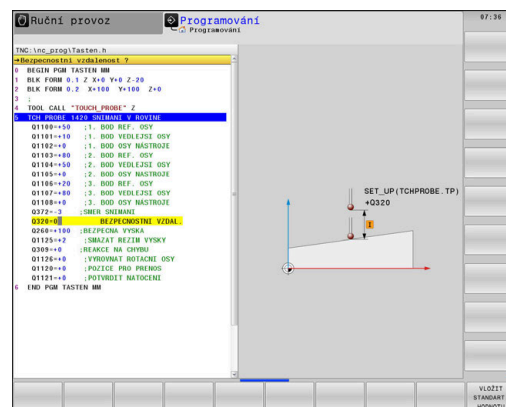 Ruční provoz
Programování
Programování
07:36
TNC:\nc_prog\Tasten.h
→Bezpecnostni vzdalenost ?
0 BEGIN PGM TASTEN MM
1 BLK FORM 0.1 Z X+0 Y+0 Z-20
2 BLK FORM 0.2 X+100 Y+100 Z+0
3 ;
4 TOOL CALL "TOUCH_PROBE" Z
5 TCH PROBE 1420 SNIMANI V ROVINE
Q1100=+50 ;1. BOD REF. OSY
Q1101=+10 ;1. BOD VEDLEJSI OSY
Q1102=+0 ;1. BOD OSY NASTROJE
Q1103=+80 ;2. BOD REF. OSY
Q1104=+50 ;2. BOD VEDLEJSI OSY
Q1105=+0 ;2. BOD OSY NASTROJE
Q1106=+20 ;3. BOD REF. OSY
Q1107=+80 ;3. BOD VEDLEJSI OSY
Q1108=+0 ;3. BOD OSY NASTROJE
Q372=-3 ;SMER SNIMANI
Q320=0 BEZPECNOSTNI VZDAL.
Q260=+100 ;BEZPECNA VYSKA
Q1125=+2 ;SMAZAT REZIM VYSKY
Q309=+0 ;REAKCE NA CHYBU
Q1126=+0 ;VYROVNAT ROTACNI OSY
Q1120=+0 ;POZICE PRO PRENOS
Q1121=+0 ;POTVRDIT NATOCENI
6 END PGM TASTEN MM
SET_UP(TCHPROBE.TP)
+Q320
I
VLOŽIT
STANDART
HODNOTU